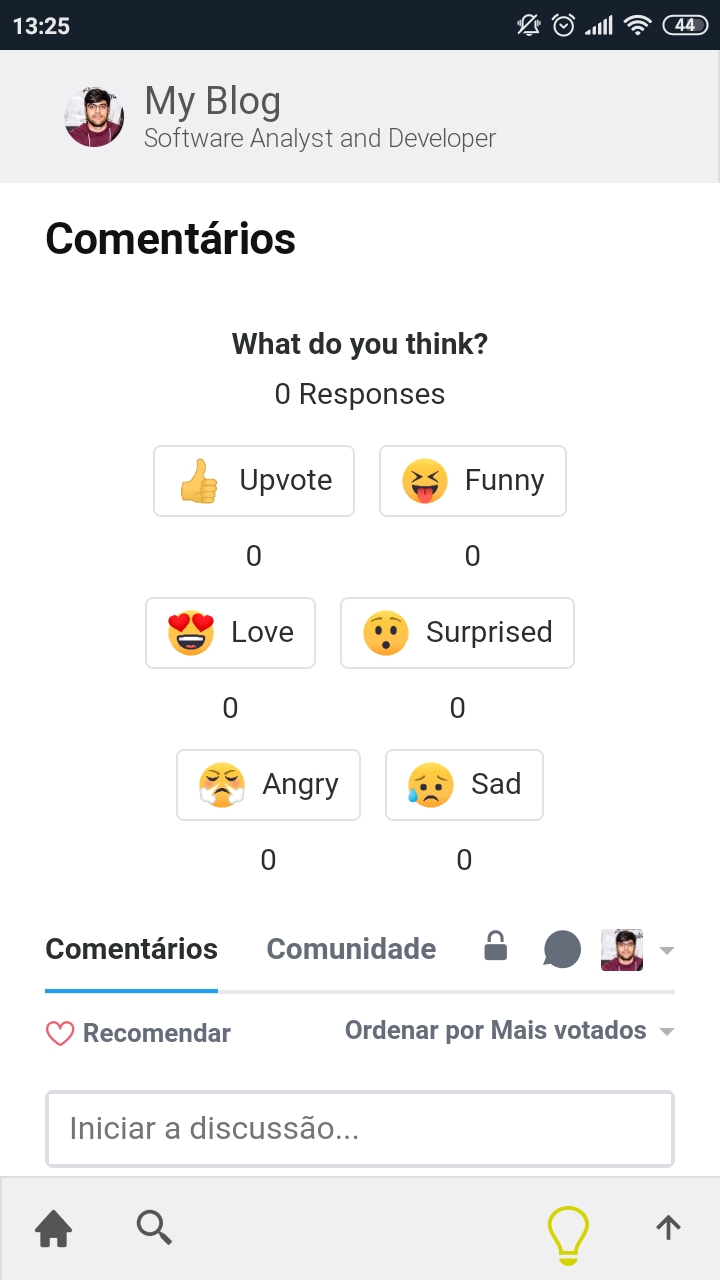 13:25
44
My Blog
Software Analyst and Developer
Comentários
What do you think?
0 Responses
Upvote Funny
0 0
Love Surprised
0 0
Angry Sad
0 0
Comentários Comunidade
Recomendar Ordenar por Mais votados
Iniciar a discussão...